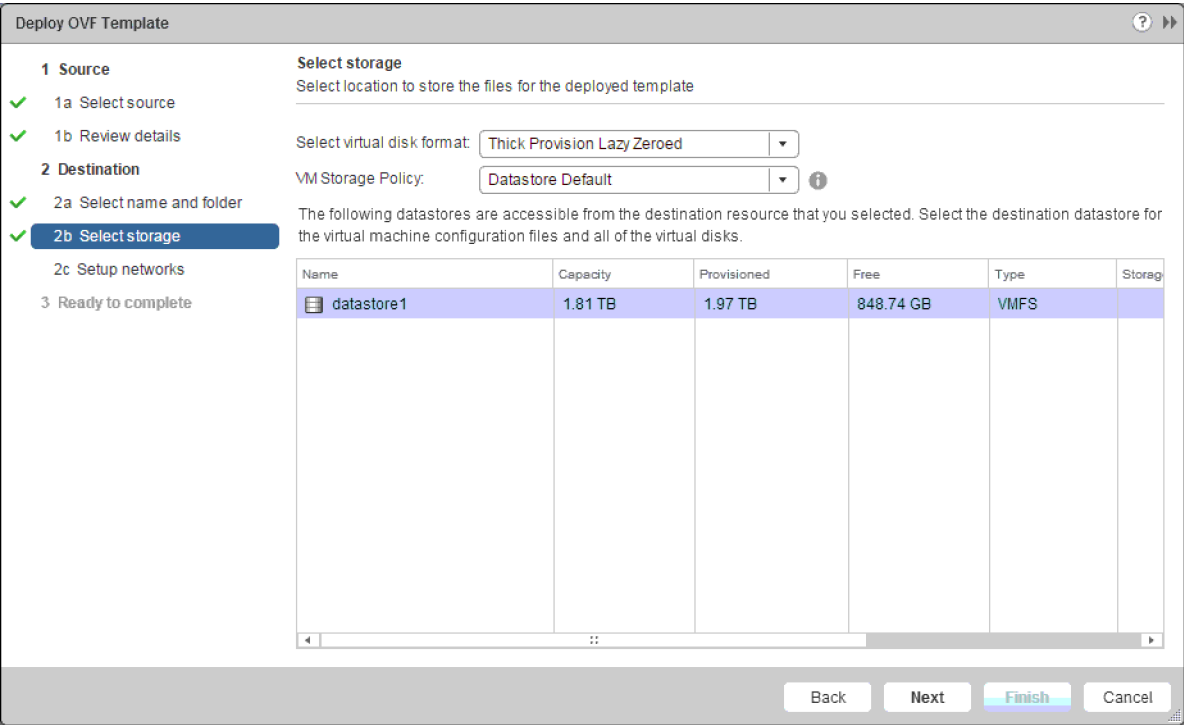 Deploy OVF Template
?
1 Source
1a Select source
1b Review details
2 Destination
2a Select name and folder
2b Select storage
2c Setup networks
3 Ready to complete
Select storage
Select location to store the files for the deployed template
Select virtual disk format: Thick Provision Lazy Zeroed
VM Storage Policy: Datastore Default
The following datastores are accessible from the destination resource that you selected. Select the destination datastore for
the virtual machine configuration files and all of the virtual disks.
Name Capacity Provisioned Free Type Storag
datastore1 1.81 TB 1.97 TB 848.74 GB VMFS
Back Next Finish Cancel